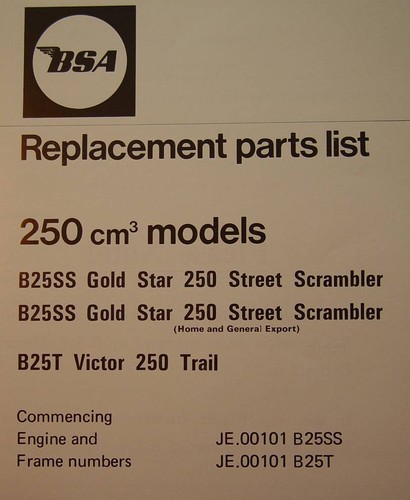 BSA
Replacement parts list
250 cm³ models
B25SS Gold Star 250 Street Scrambler
B25SS Gold Star 250 Street Scrambler
(Home and General Export)
B25T Victor 250 Trail
Commencing
Engine and JE.00101 B25SS
Frame numbers JE.00101 B25T